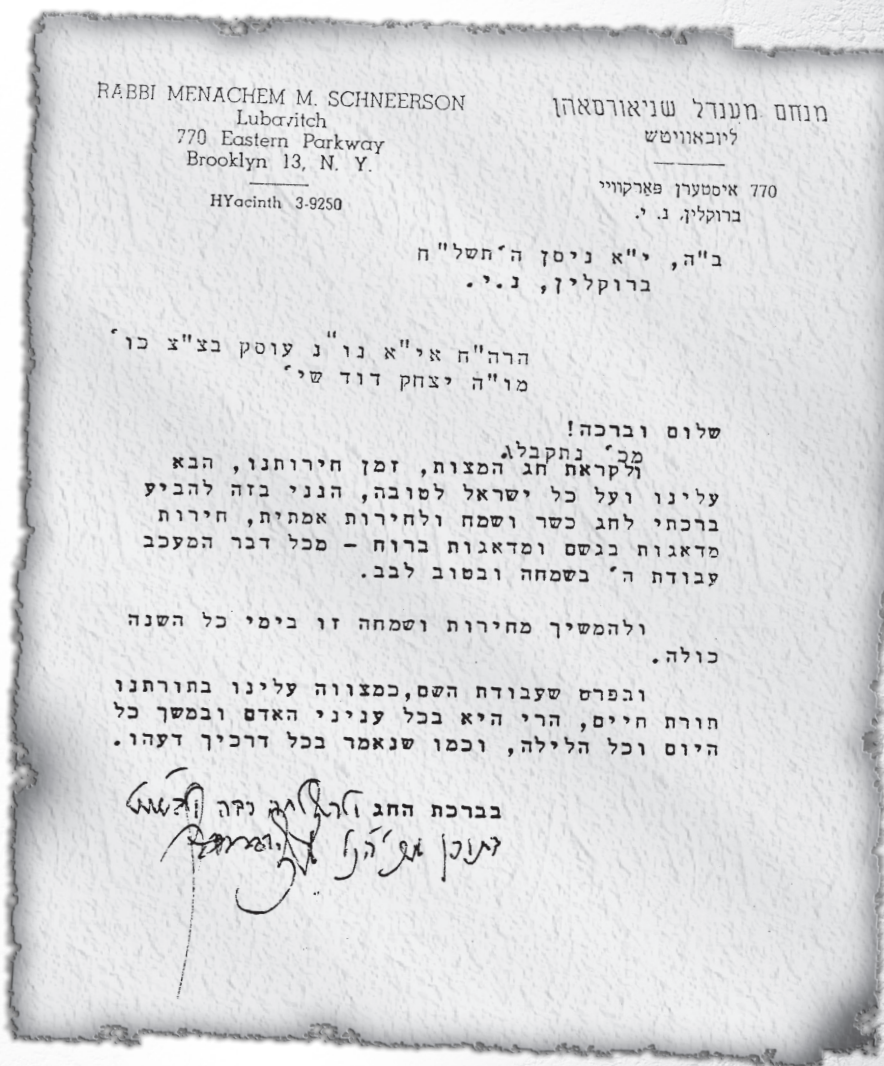 RABBI MENACHEM M. SCHNEERSON
Lubavitch
770 Eastern Parkway
Brooklyn 13, N. Y.
HYacinth 3-9250
מנחם מענדל שניאורסאהן
ליובאוויטש
770 איסטערן פּאַרקוויי
ברוקלין, נ. י.
ב"ה, י"א ניסן ה'תשל"ח
ברוקלין, נ.י.
הרה"ח אי"א נו"נ עוסק בצ"צ כו'
מו"ה יצחק דוד שי'
שלום וברכה!
מכ' נתקבל.
ולקראת חג המצות, זמן חירותנו, הבא
עלינו ועל כל ישראל לטובה, הנני בזה להביע
ברכתי לחג כשר ושמח ולחירות אמתית, חירות
מדאגות בגשם ומדאגות ברוח - מכל דבר המעכב
עבודת ה' בשמחה ובטוב לבב.
ולהמשיך מחירות ושמחה זו בימי כל השנה
כולה.
ובפרט שעבודת השם,כמצווה עלינו בתורתנו
תורת חיים, הרי היא בכל עניני האדם ובמשך כל
היום וכל הלילה, וכמו שנאמר בכל דרכיך דעהו.
בברכת החג